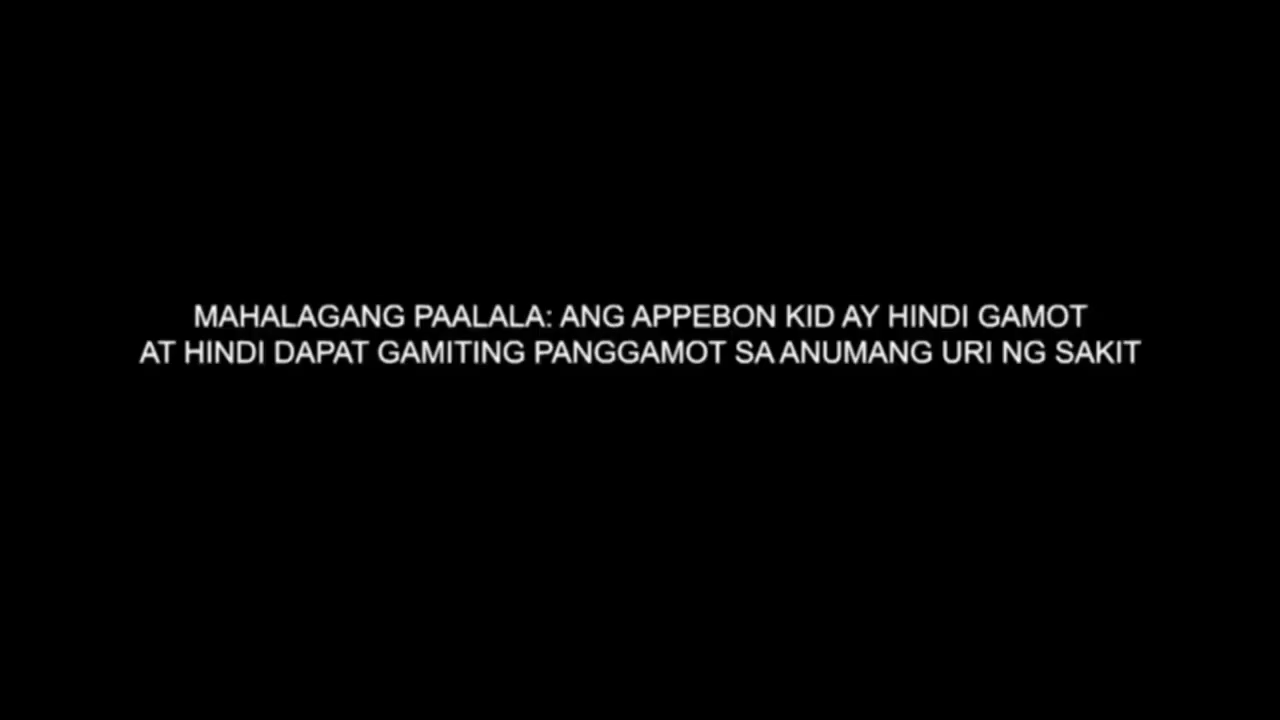 MAHALAGANG PAALALA: ANG APPEBON KID AY HINDI GAMOT
AT HINDI DAPAT GAMITING PANGGAMOT SA ANUMANG URI NG SAKIT